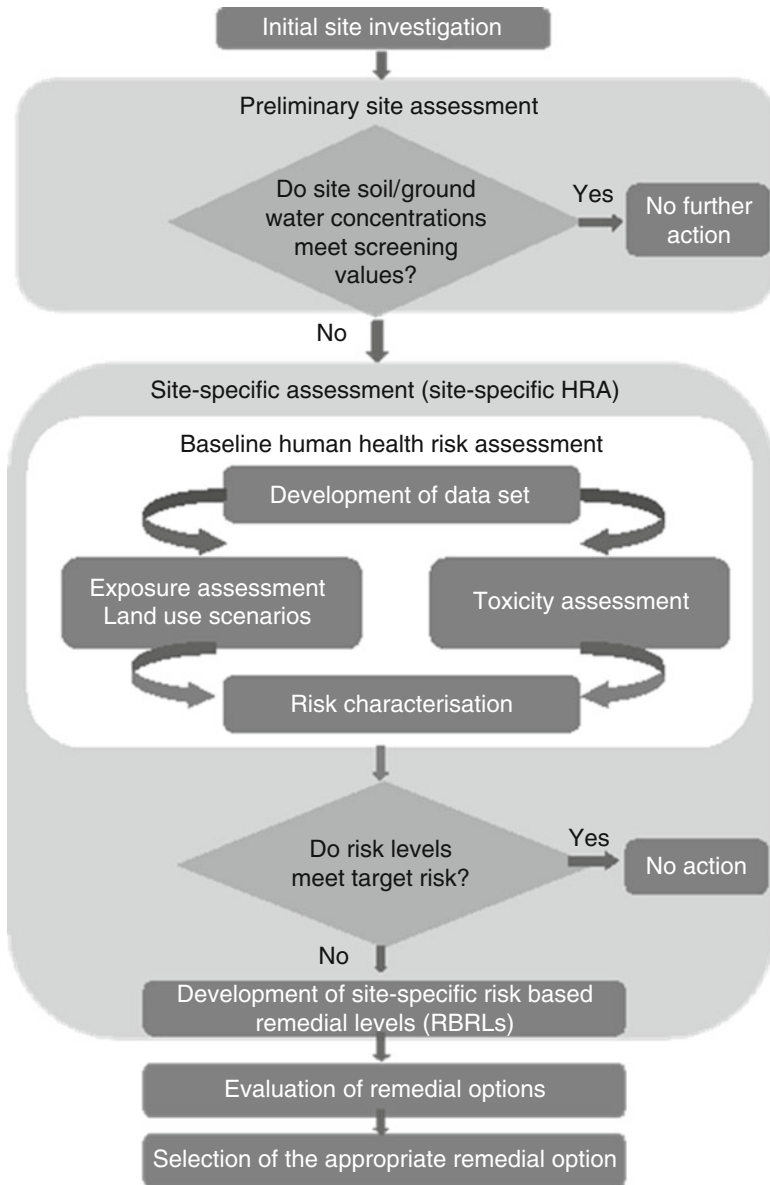 Initial site investigation
Preliminary site assessment
Do site soil/ground
water concentrations
meet screening
values?
Yes
No further
action
No
Site-specific assessment (site-specific HRA)
Baseline human health risk assessment
Development of data set
Exposure assessment
Land use scenarios
Toxicity assessment
Risk characterisation
Do risk levels
meet target risk?
Yes
No action
No
Development of site-specific risk based
remedial levels (RBRLs)
Evaluation of remedial options
Selection of the appropriate remedial option